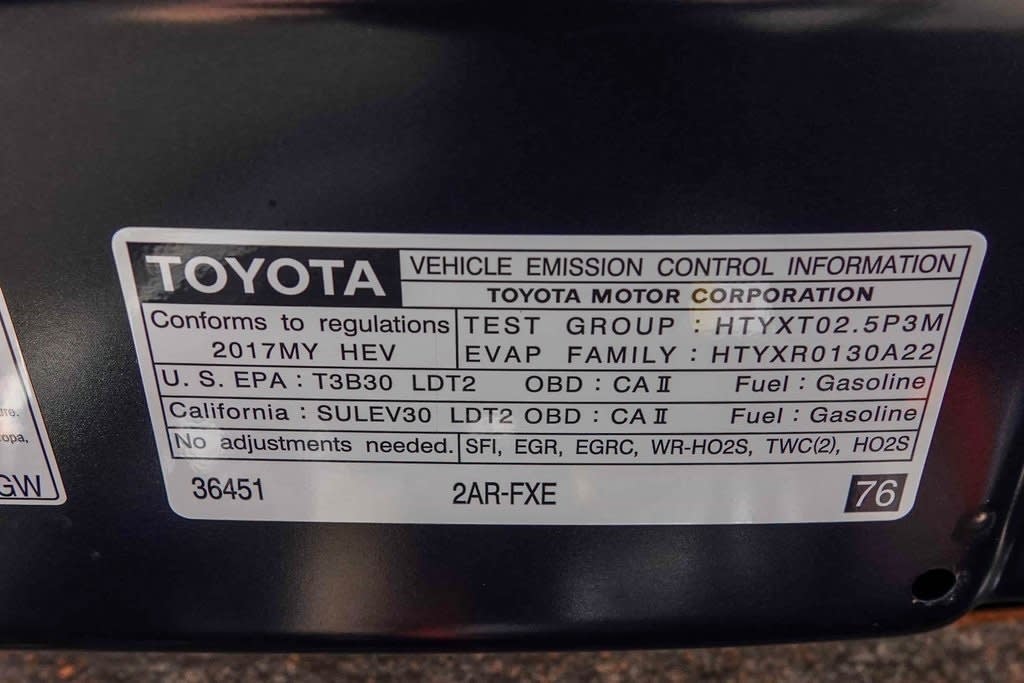 TOYOTA VEHICLE EMISSION CONTROL INFORMATION
TOYOTA MOTOR CORPORATION
Conforms to regulations TEST GROUP : HTYXT02.5P3M
2017MY HEV EVAP FAMILY : HTYXR0130A22
U. S. EPA : T3B30 LDT2 OBD : CA II Fuel : Gasoline
California : SULEV30 LDT2 OBD : CA II Fuel : Gasoline
No adjustments needed. SFI, EGR, EGRC, WR-HO2S, TWC(2), HO2S
36451 2AR-FXE 76
opa,
GW